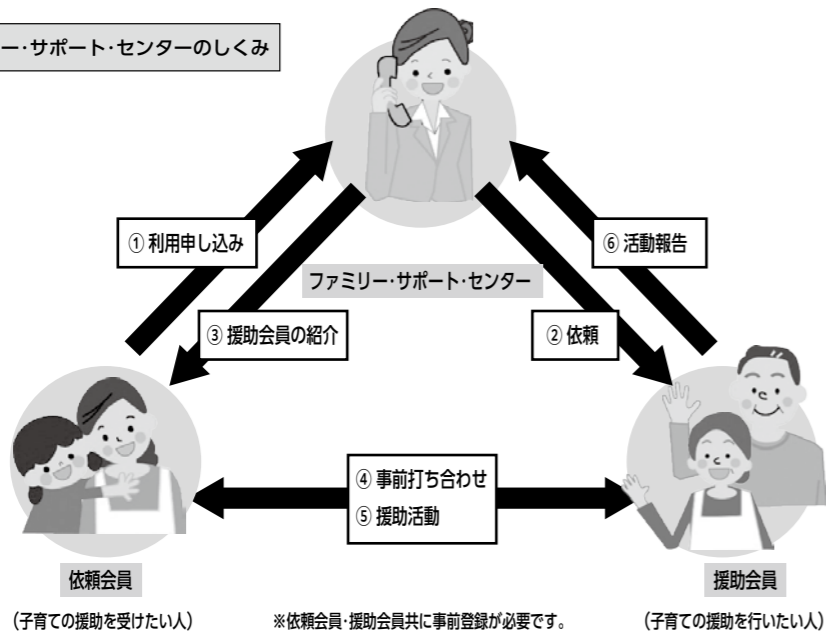 ー・サポート・センターのしくみ
① 利用申し込み
⑥ 活動報告
ファミリー・サポート・センター
③ 援助会員の紹介
② 依頼
④ 事前打ち合わせ
⑤ 援助活動
依頼会員
援助会員
(子育ての援助を受けたい人)
※依頼会員・援助会員共に事前登録が必要です。
(子育ての援助を行いたい人)